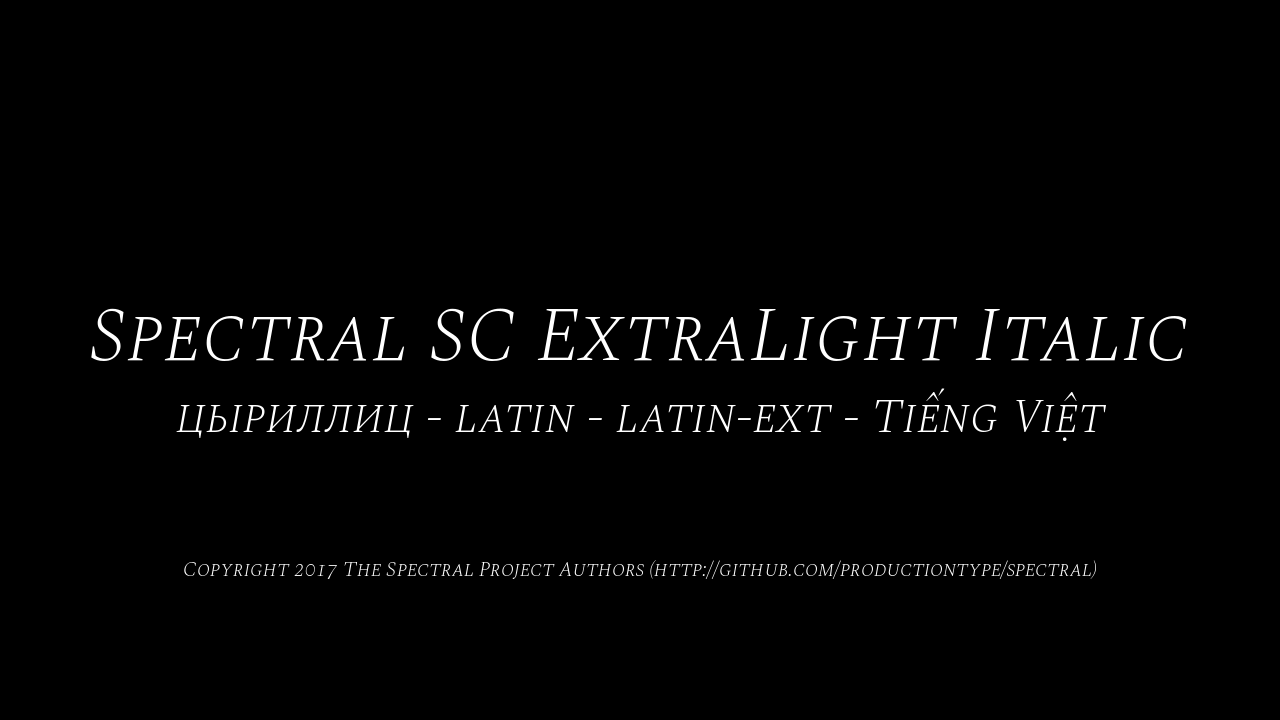 Spectral SC ExtraLight Italic
цыриллиц - latin - latin-ext - Tiếng Việt
Copyright 2017 The Spectral Project Authors (http://github.com/productiontype/spectral)